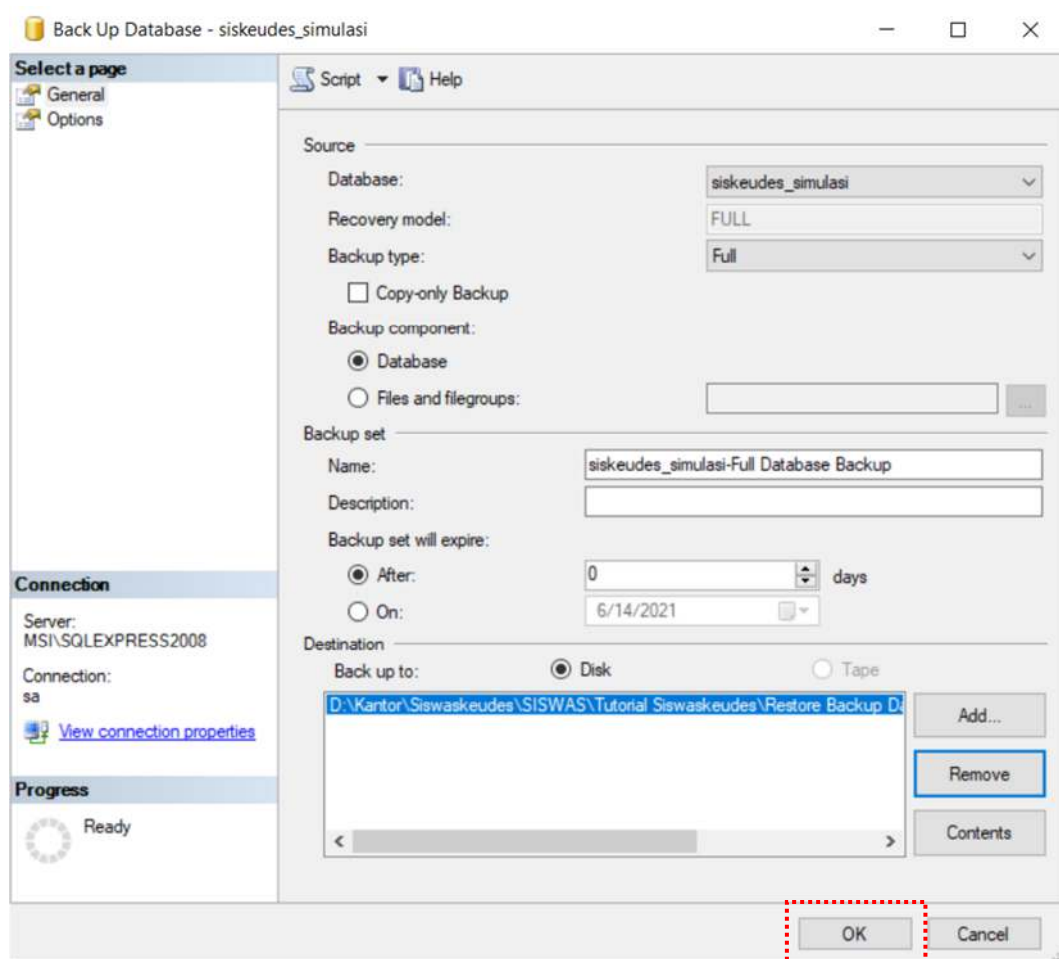 Back Up Database - siskeudes_simulasi
Select a page
General
Options
Script Help
Source
Database: siskeudes_simulasi
Recovery model: FULL
Backup type: Full
Copy-only Backup
Backup component:
Database
Files and filegroups: ...
Backup set
Name: siskeudes_simulasi-Full Database Backup
Description:
Backup set will expire:
After: 0 days
On: 6/14/2021
Destination
Back up to: Disk Tape
D:\Kantor\Siswaskeudes\SISWAS\Tutorial Siswaskeudes\Restore Backup Da
Add...
Remove
Contents
Connection
Server:
MSI\SQLEXPRESS2008
Connection:
sa
View connection properties
Progress
Ready
OK Cancel